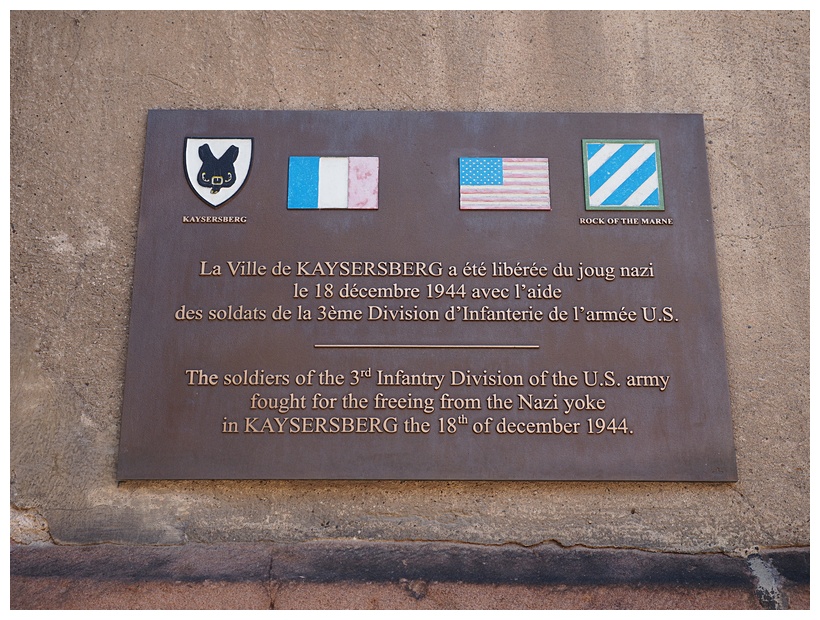 KAYSERSBERG
ROCK OF THE MARNE
La Ville de KAYSERSBERG a été libérée du joug nazi
le 18 décembre 1944 avec l'aide
des soldats de la 3ème Division d'Infanterie de l'armée U.S.
The soldiers of the 3rd Infantry Division of the U.S. army
fought for the freeing from the Nazi yoke
in KAYSERSBERG the 18th of december 1944.